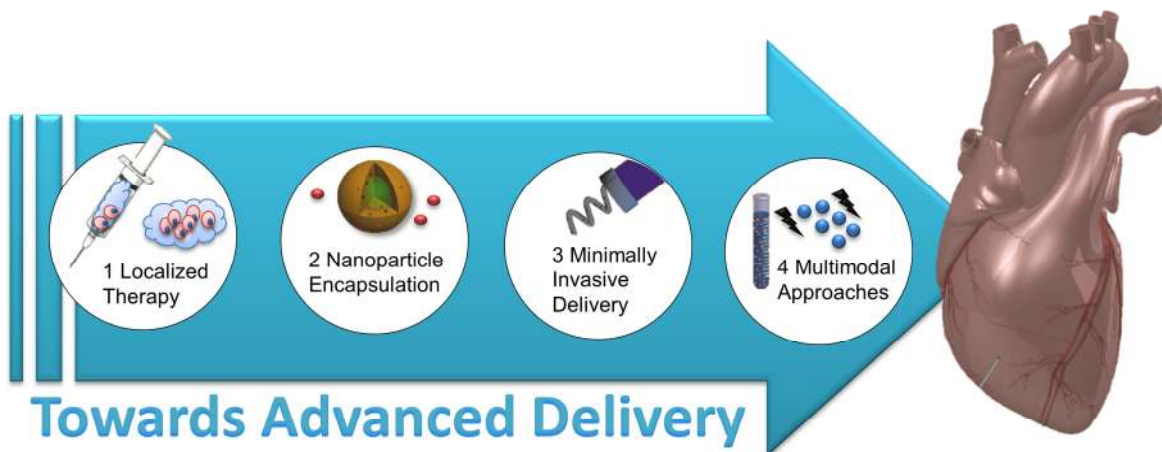 1 Localized
Therapy
2 Nanoparticle
Encapsulation
3 Minimally
Invasive
Delivery
4 Multimodal
Approaches
Towards Advanced Delivery